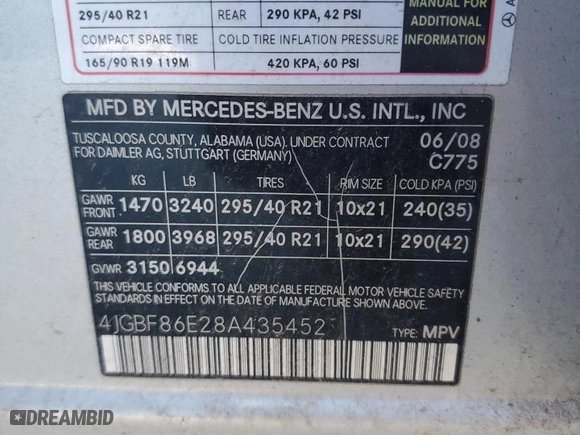 295/40 R21 REAR 290 KPA, 42 PSI
MANUAL FOR
ADDITIONAL
INFORMATION
COMPACT SPARE TIRE COLD TIRE INFLATION PRESSURE
165/90 R19 119M 420 KPA, 60 PSI
MFD BY MERCEDES-BENZ U.S. INTL., INC
TUSCALOOSA COUNTY, ALABAMA (USA). UNDER CONTRACT
FOR DAIMLER AG, STUTTGART (GERMANY)
06/08
C775
KG LB TIRES RIM SIZE COLD KPA (PSI)
GAWR FRONT 1470 3240 295/40 R21 10x21 240(35)
GAWR REAR 1800 3968 295/40 R21 10x21 290(42)
GVWR 3150 6944
THIS VEHICLE CONFORMS TO ALL APPLICABLE FEDERAL MOTOR VEHICLE SAFETY
AND THEFT PREVENTION STANDARDS IN EFFECT ON THE DATE OF MANUFACTURE SHOWN ABOVE.
4JGBF86E28A435452 TYPE: MPV
DREAMBID